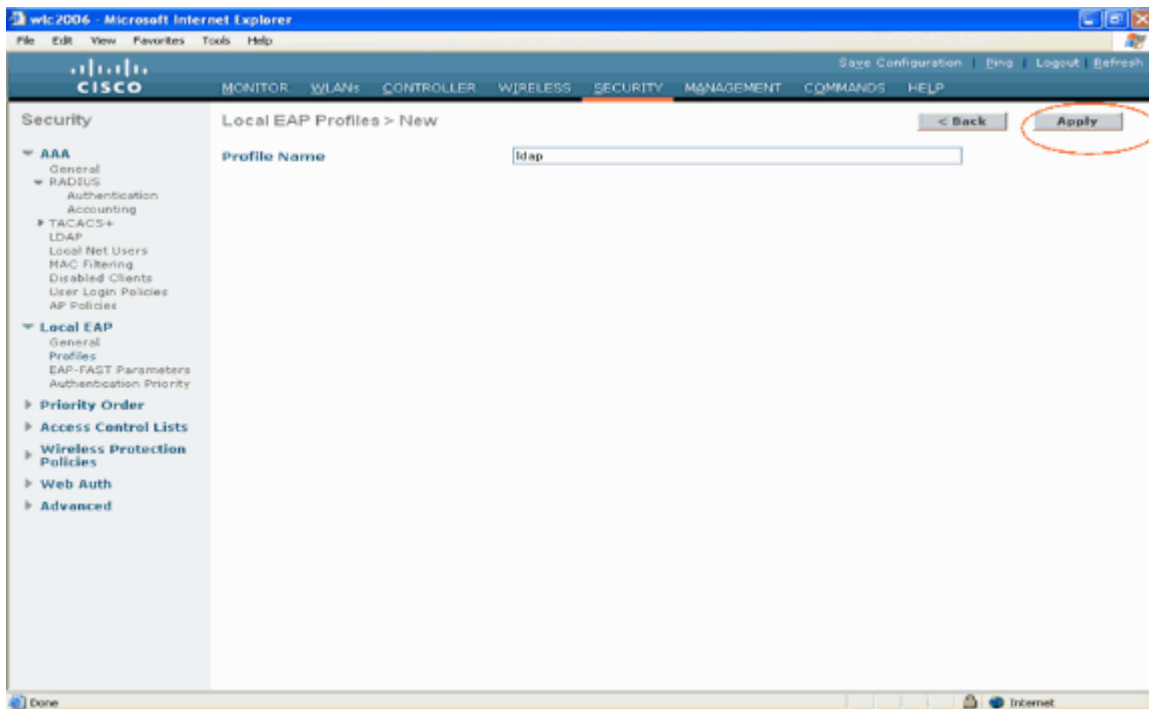 wlc2006 - Microsoft Internet Explorer
File Edit View Favorites Tools Help
CISCO
Save Configuration | Ping | Logout | Refresh
MONITOR WLANs CONTROLLER WIRELESS SECURITY MANAGEMENT COMMANDS HELP
Security
AAA
General
RADIUS
Authentication
Accounting
TACACS+
LDAP
Local Net Users
MAC Filtering
Disabled Clients
User Login Policies
AP Policies
Local EAP
General
Profiles
EAP-FAST Parameters
Authentication Priority
Priority Order
Access Control Lists
Wireless Protection
Policies
Web Auth
Advanced
Local EAP Profiles > New
< Back Apply
Profile Name ldap
Done Internet